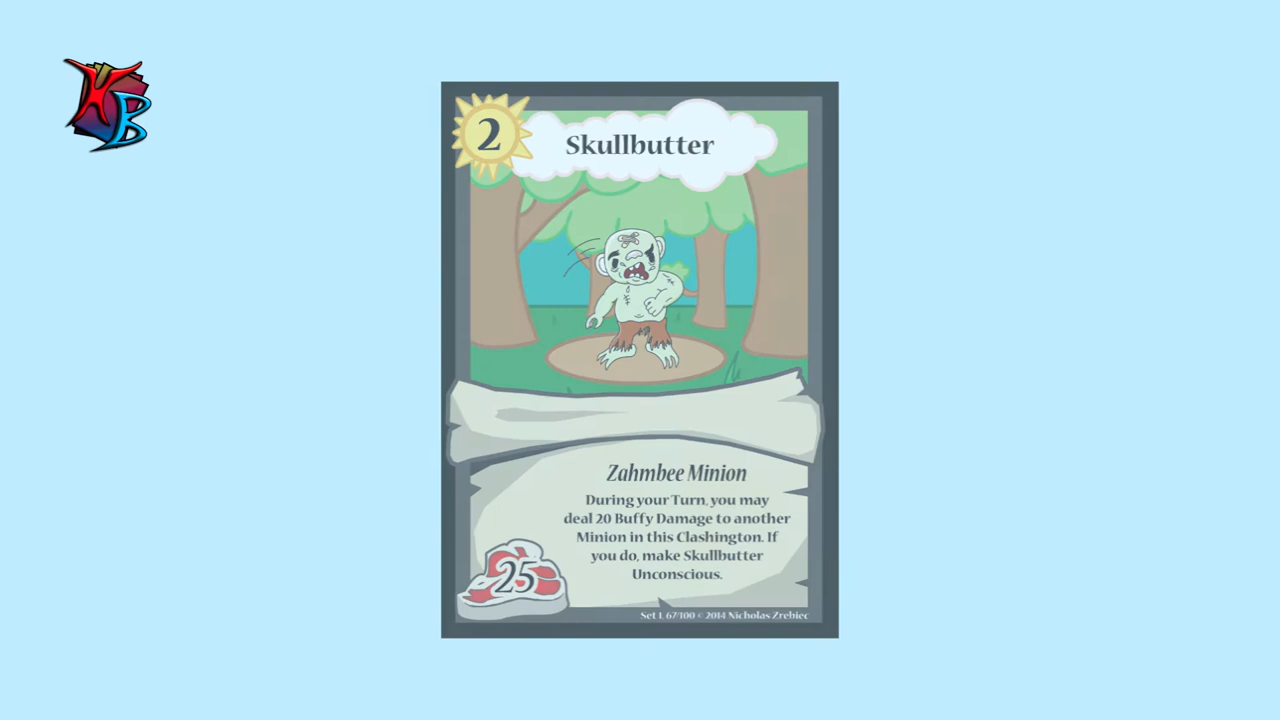 KB
2
Skullbutter
Zahmbee Minion
During your Turn, you may
deal 20 Buffy Damage to another
Minion in this Clashington. If
you do, make Skullbutter
Unconscious.
25
Set 1, 67/100 © 2014 Nicholas Zrebiec